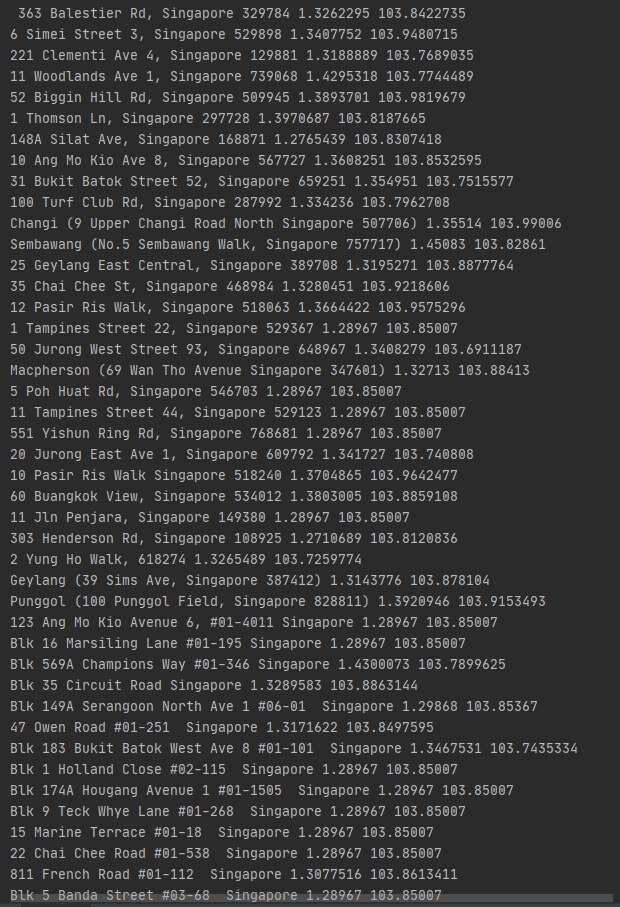 363 Balestier Rd, Singapore 329784 1.3262295 103.8422735
6 Simei Street 3, Singapore 529898 1.3407752 103.9480715
221 Clementi Ave 4, Singapore 129881 1.3188889 103.7689035
11 Woodlands Ave 1, Singapore 739068 1.4295318 103.7744489
52 Biggin Hill Rd, Singapore 509945 1.3893701 103.9819679
1 Thomson Ln, Singapore 297728 1.3970687 103.8187665
148A Silat Ave, Singapore 168871 1.2765439 103.8307418
10 Ang Mo Kio Ave 8, Singapore 567727 1.3608251 103.8532595
31 Bukit Batok Street 52, Singapore 659251 1.354951 103.7515577
100 Turf Club Rd, Singapore 287992 1.334236 103.7962708
Changi (9 Upper Changi Road North Singapore 507706) 1.35514 103.99006
Sembawang (No.5 Sembawang Walk, Singapore 757717) 1.45083 103.82861
25 Geylang East Central, Singapore 389708 1.3195271 103.8877764
35 Chai Chee St, Singapore 468984 1.3280451 103.9218606
12 Pasir Ris Walk, Singapore 518063 1.3664422 103.9575296
1 Tampines Street 22, Singapore 529367 1.28967 103.85007
50 Jurong West Street 93, Singapore 648967 1.3408279 103.6911187
Macpherson (69 Wan Tho Avenue Singapore 347601) 1.32713 103.88413
5 Poh Huat Rd, Singapore 546703 1.28967 103.85007
11 Tampines Street 44, Singapore 529123 1.28967 103.85007
551 Yishun Ring Rd, Singapore 768681 1.28967 103.85007
20 Jurong East Ave 1, Singapore 609792 1.341727 103.740808
10 Pasir Ris Walk Singapore 518240 1.3704865 103.9642477
60 Buangkok View, Singapore 534012 1.3803005 103.8859108
11 Jln Penjara, Singapore 149380 1.28967 103.85007
303 Henderson Rd, Singapore 108925 1.2710689 103.8120836
2 Yung Ho Walk, 618274 1.3265489 103.7259774
Geylang (39 Sims Ave, Singapore 387412) 1.3143776 103.878104
Punggol (100 Punggol Field, Singapore 828811) 1.3920946 103.9153493
123 Ang Mo Kio Avenue 6, #01-4011 Singapore 1.28967 103.85007
Blk 16 Marsiling Lane #01-195 Singapore 1.28967 103.85007
Blk 569A Champions Way #01-346 Singapore 1.4300073 103.7899625
Blk 35 Circuit Road Singapore 1.3289583 103.8863144
Blk 149A Serangoon North Ave 1 #06-01  Singapore 1.29868 103.85367
47 Owen Road #01-251  Singapore 1.3171622 103.8497595
Blk 183 Bukit Batok West Ave 8 #01-101  Singapore 1.3467531 103.7435334
Blk 1 Holland Close #02-115  Singapore 1.28967 103.85007
Blk 174A Hougang Avenue 1 #01-1505  Singapore 1.28967 103.85007
Blk 9 Teck Whye Lane #01-268  Singapore 1.28967 103.85007
15 Marine Terrace #01-18  Singapore 1.28967 103.85007
22 Chai Chee Road #01-538  Singapore 1.28967 103.85007
811 French Road #01-112  Singapore 1.3077516 103.8613411
Blk 5 Banda Street #03-68  Singapore 1.28967 103.85007